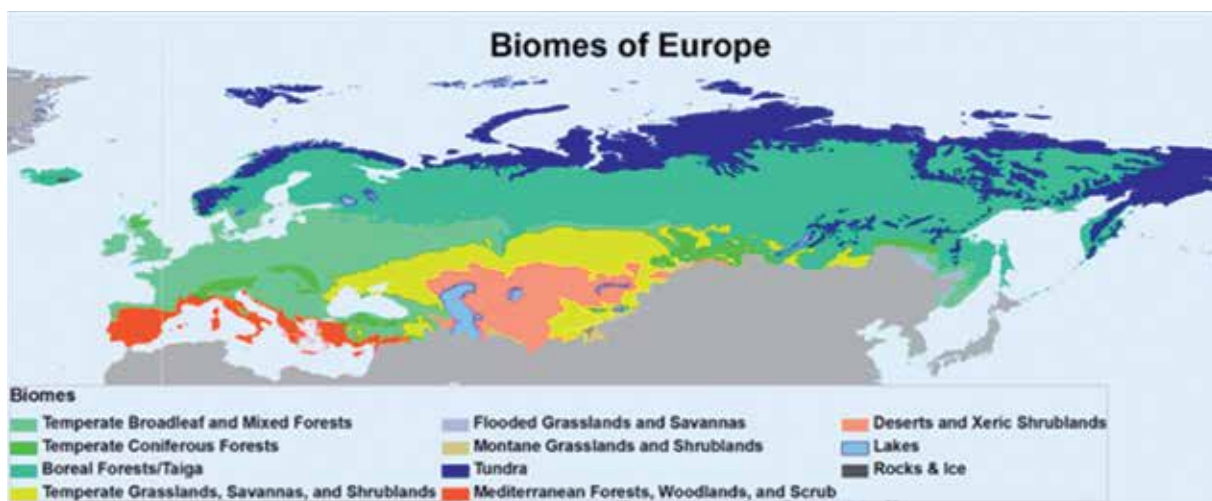 Biomes of Europe
Biomes
Temperate Broadleaf and Mixed Forests
Temperate Coniferous Forests
Boreal Forests/Taiga
Temperate Grasslands, Savannas, and Shrublands
Flooded Grasslands and Savannas
Montane Grasslands and Shrublands
Tundra
Mediterranean Forests, Woodlands, and Scrub
Deserts and Xeric Shrublands
Lakes
Rocks & Ice